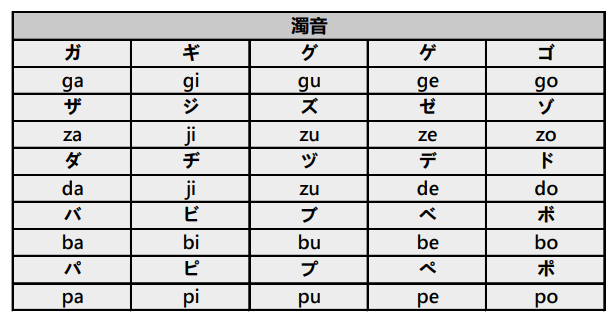 濁音
ガ ギ グ ゲ ゴ
ga gi gu ge go
ザ ジ ズ ゼ ゾ
za ji zu ze zo
ダ ヂ ヅ デ ド
da ji zu de do
バ ビ ブ ベ ボ
ba bi bu be bo
パ ピ プ ペ ポ
pa pi pu pe po